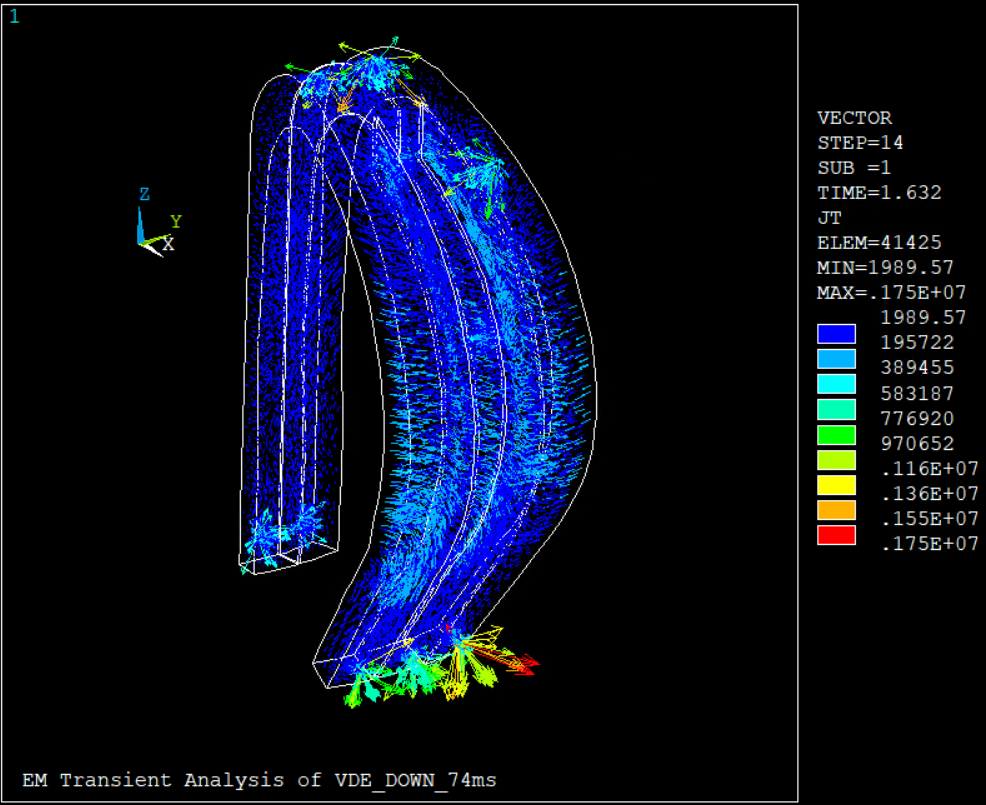 1
Z
Y
X
VECTOR
STEP=14
SUB =1
TIME=1.632
JT
ELEM=41425
MIN=1989.57
MAX=.175E+07
1989.57
195722
389455
583187
776920
970652
.116E+07
.136E+07
.155E+07
.175E+07
EM Transient Analysis of VDE_DOWN_74ms